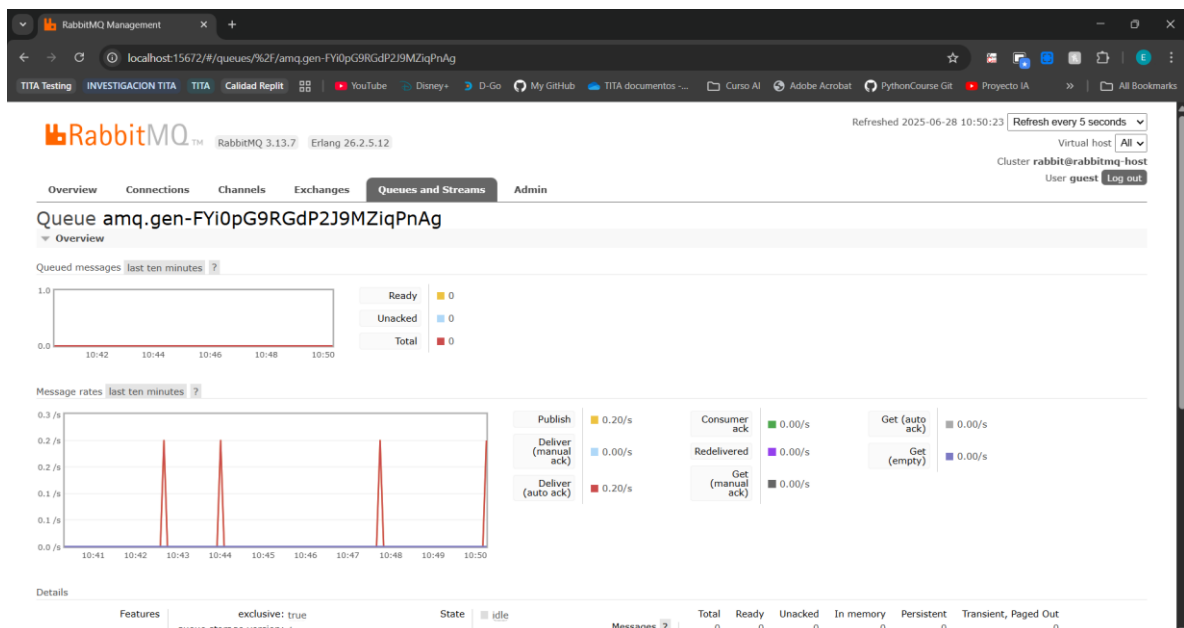 RabbitMQ Management
localhost:15672/#/queues/%2F/amq.gen-FYi0pG9RGdP2J9MZiqPnAg
E
TITA Testing INVESTIGACION TITA TITA Calidad Replit YouTube Disney+ D-Go My GitHub TITA documentos -... Curso AI Adobe Acrobat PythonCourse Git Proyecto IA » All Bookmarks
Refreshed 2025-06-28 10:50:23 Refresh every 5 seconds
RabbitMQ TM RabbitMQ 3.13.7 Erlang 26.2.5.12
Virtual host All
Cluster rabbit@rabbitmq-host
User guest Log out
Overview Connections Channels Exchanges Queues and Streams Admin
Queue amq.gen-FYi0pG9RGdP2J9MZiqPnAg
Overview
Queued messages last ten minutes ?
1.0
0.0
10:42 10:44 10:46 10:48 10:50
Ready 0
Unacked 0
Total 0
Message rates last ten minutes ?
0.3 /s
0.2 /s
0.2 /s
0.1 /s
0.1 /s
0.0 /s
10:41 10:42 10:43 10:44 10:45 10:46 10:47 10:48 10:49 10:50
Publish 0.20/s
Deliver
(manual
ack) 0.00/s
Deliver
(auto ack) 0.20/s
Consumer
ack 0.00/s
Redelivered 0.00/s
Get
(manual
ack) 0.00/s
Get (auto
ack) 0.00/s
Get
(empty) 0.00/s
Details
Features exclusive: true State idle Total Ready Unacked In memory Persistent Transient, Paged Out
Messages ? 0 0 0 0 0 0